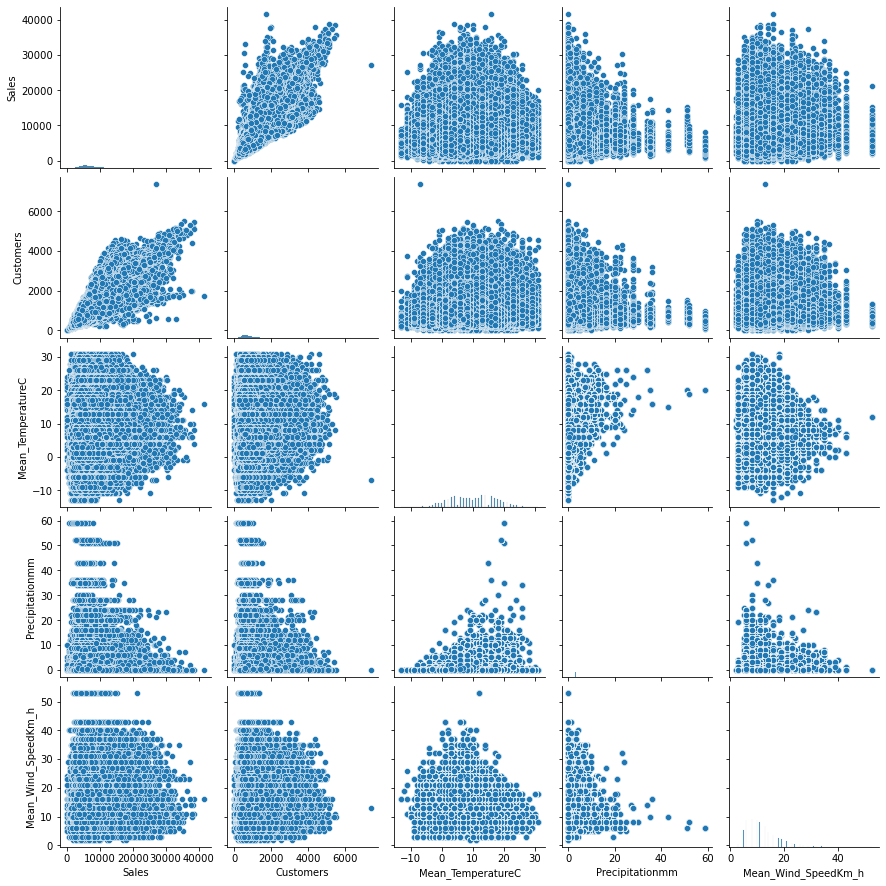 40000
30000
20000
10000
0
Sales
6000
4000
2000
0
Customers
30
20
10
0
−10
Mean_TemperatureC
60
50
40
30
20
10
0
Precipitationmm
50
40
30
20
10
0
Mean_Wind_SpeedKm_h
0 10000 20000 30000 40000
Sales
0 2000 4000 6000
Customers
−10 0 10 20 30
Mean_TemperatureC
0 20 40 60
Precipitationmm
0 20 40
Mean_Wind_SpeedKm_h